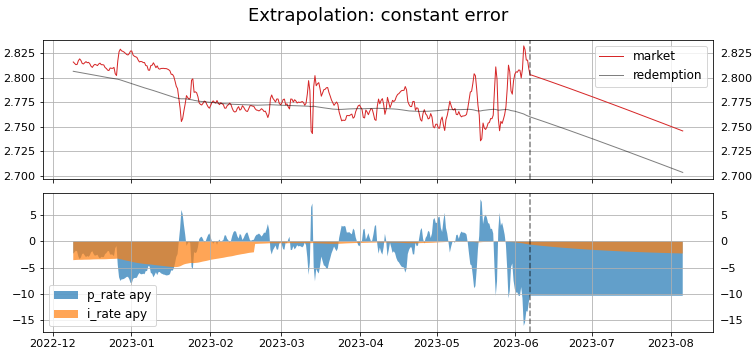 Extrapolation: constant error
2.825 2.825
2.800 2.800
2.775 2.775
2.750 2.750
2.725 2.725
2.700 2.700
market
redemption
5 5
0 0
−5 −5
−10 −10
−15 −15
p_rate apy
i_rate apy
2022-12 2023-01 2023-02 2023-03 2023-04 2023-05 2023-06 2023-07 2023-08